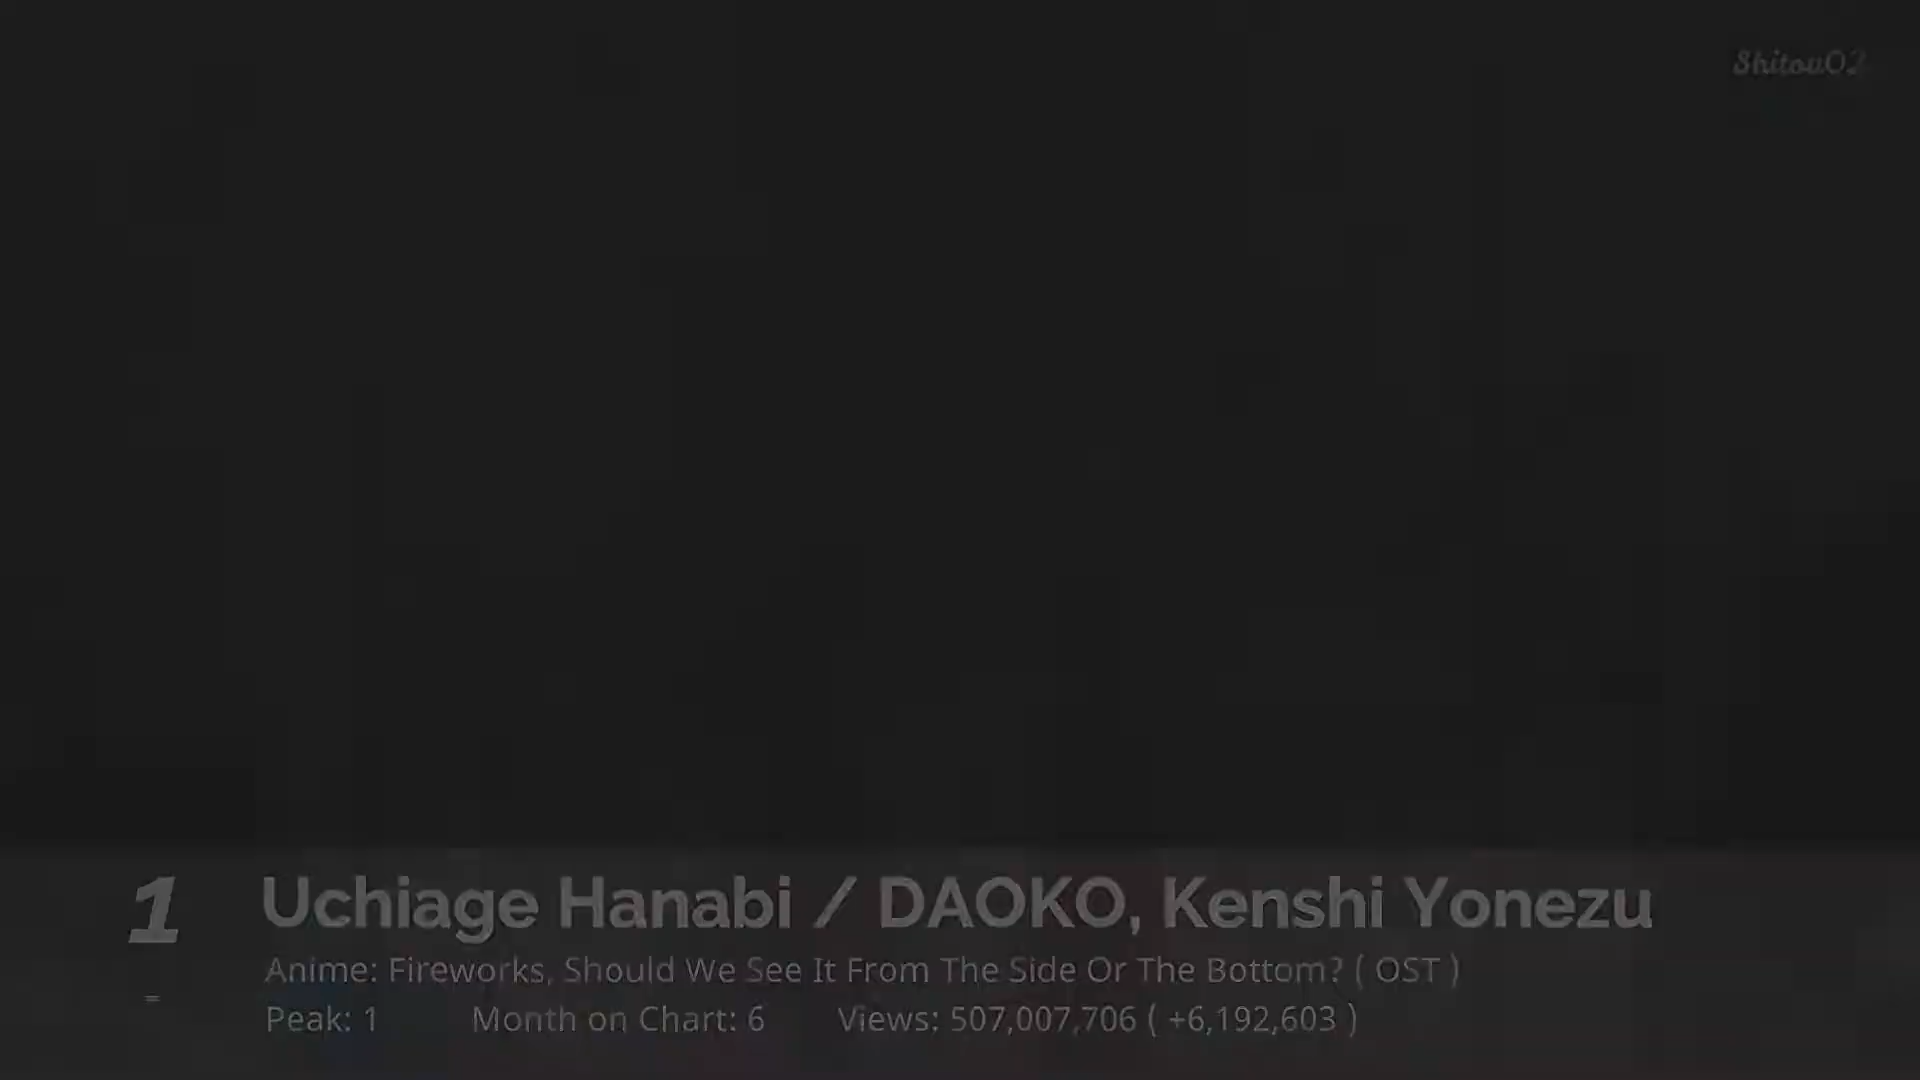 Shitou02
1
Uchiage Hanabi / DAOKO, Kenshi Yonezu
Anime: Fireworks, Should We See It From The Side Or The Bottom? ( OST )
=
Peak: 1 Month on Chart: 6 Views: 507,007,706 ( +6,192,603 )